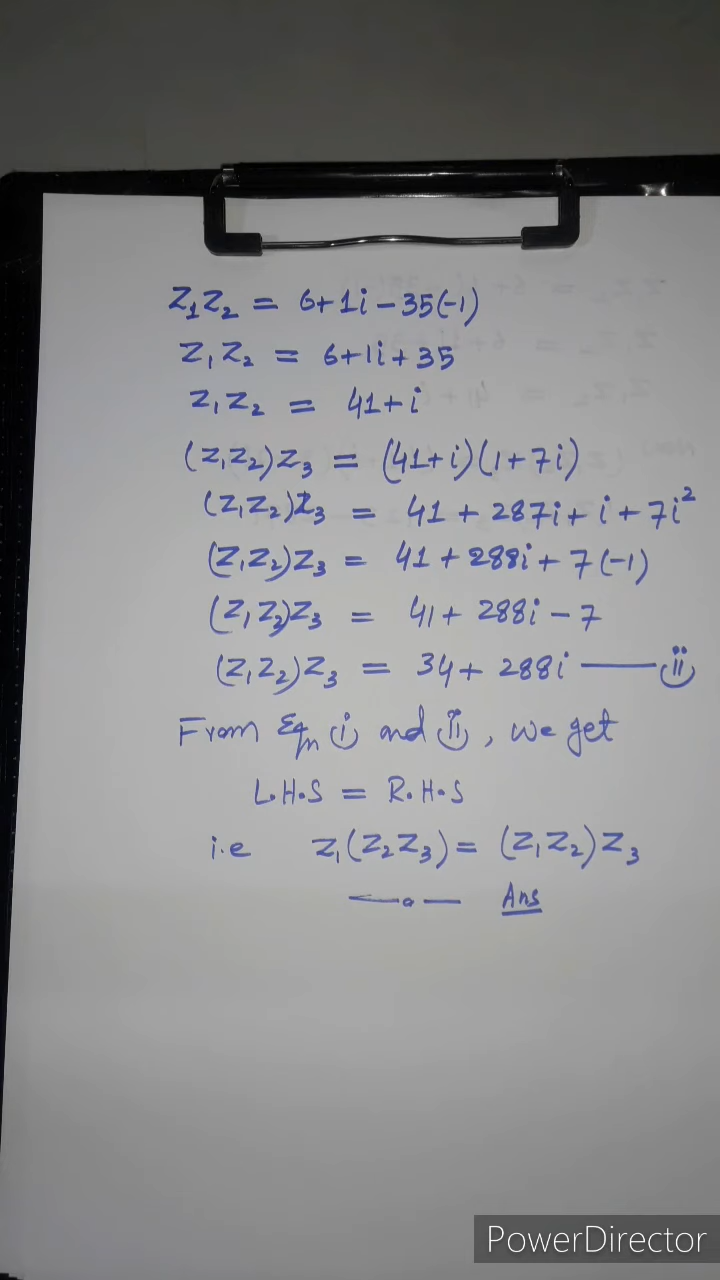 Z₁Z₂ = 6+1i-35(-1)
Z₁Z₂ = 6+1i+35
Z₁Z₂ = 41+i
(Z₁Z₂)Z₃ = (41+i)(1+7i)
(Z₁Z₂)Z₃ = 41+287i+i+7i²
(Z₁Z₂)Z₃ = 41+288i+7(-1)
(Z₁Z₂)Z₃ = 41+288i-7
(Z₁Z₂)Z₃ = 34+288i —— ii
From Eqn i and ii, we get
L.H.S = R.H.S
i.e Z₁(Z₂Z₃) = (Z₁Z₂)Z₃
Ans
PowerDirector